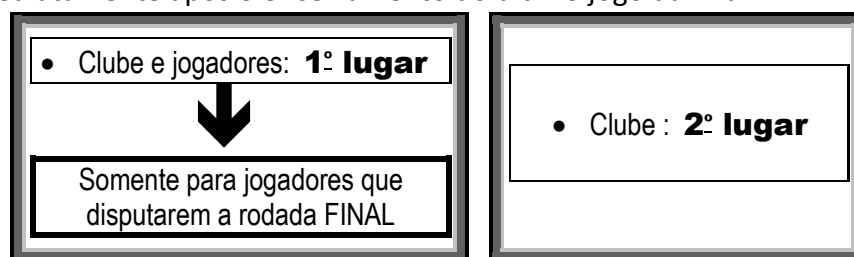 • Clube e jogadores: 1º lugar
Somente para jogadores que
disputarem a rodada FINAL
• Clube : 2º lugar